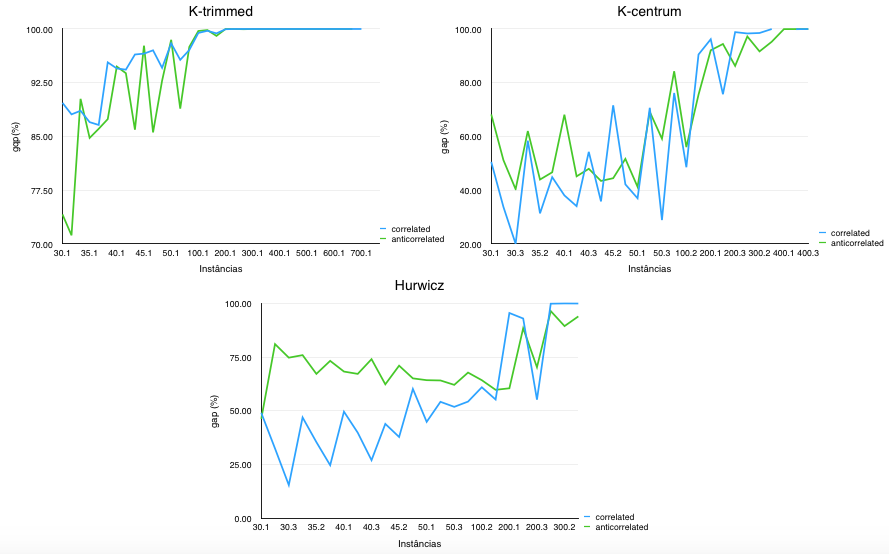 K-trimmed
100.00
92.50
85.00
77.50
70.00
gqp (%)
30.1 35.1 40.1 45.1 50.1 100.1 200.1 300.1 400.1 500.1 600.1 700.1
Instâncias
correlated
anticorrelated
K-centrum
100.00
80.00
60.00
40.00
20.00
gap (%)
30.1 30.3 35.2 40.1 40.3 45.2 50.1 50.3 100.2 200.1 200.3 300.2 400.1 400.3
Instâncias
correlated
anticorrelated
Hurwicz
100.00
75.00
50.00
25.00
0.00
gap (%)
30.1 30.3 35.2 40.1 40.3 45.2 50.1 50.3 100.2 200.1 200.3 300.2
Instâncias
correlated
anticorrelated